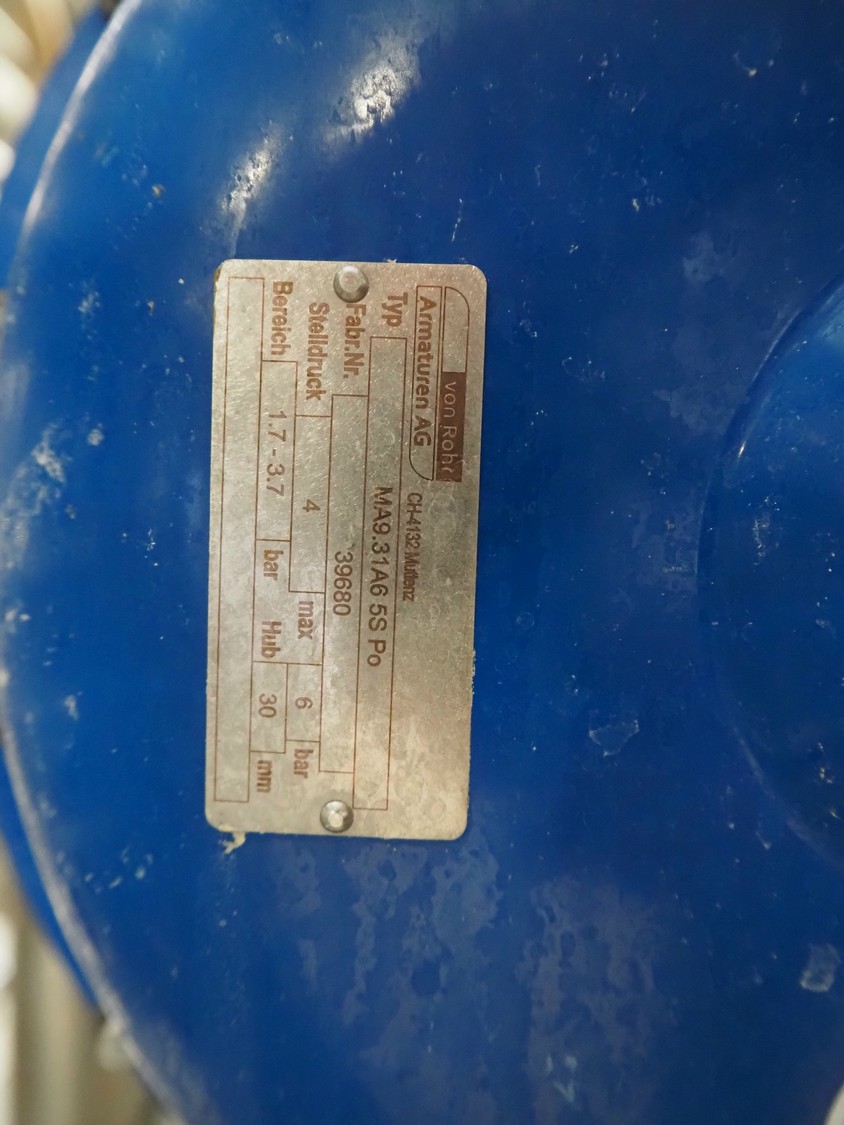 von Rohr
Armaturen AG
CH-4132 Muttenz
Typ MA9.31A6 5S Po
Fabr.Nr. 39680
Stelldruck 4 max 6 bar
Bereich 1.7 - 3.7 bar Hub 30 mm